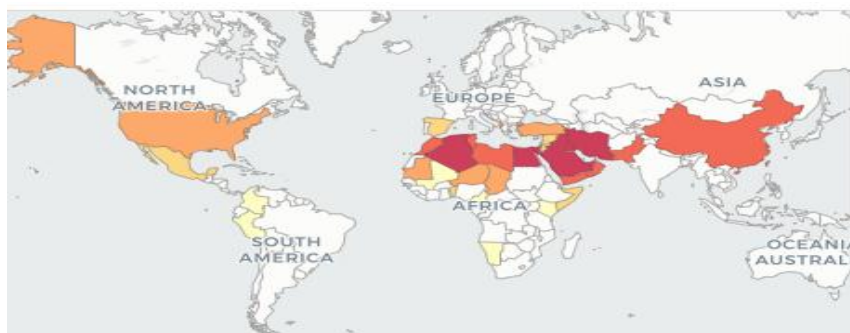 NORTH
AMERICA
EUROPE
ASIA
AFRICA
SOUTH
AMERICA
OCEANIA
AUSTRAL